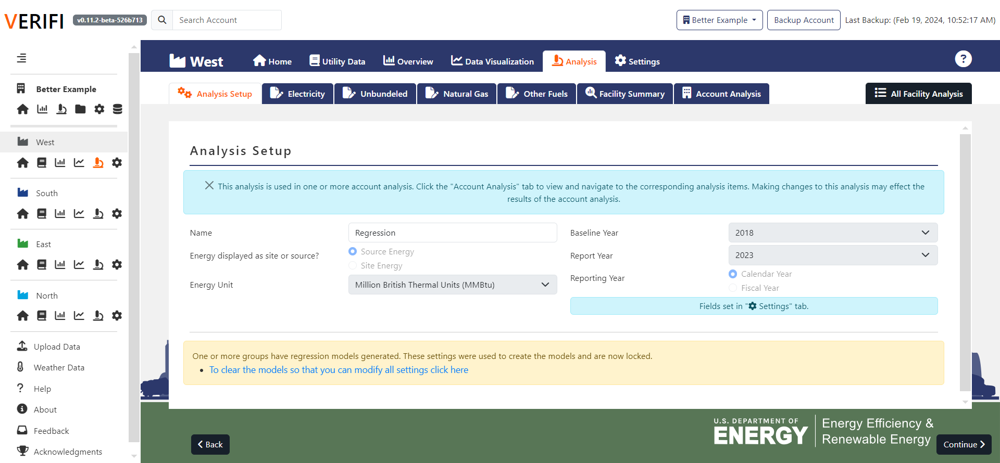 VERIFI
v0.11.2-beta-526b713
Search Account
Better Example
Backup Account
Last Backup: (Feb 19, 2024, 10:52:17 AM)
West
Home
Utility Data
Overview
Data Visualization
Analysis
Settings
?
Analysis Setup
Electricity
Unbundeled
Natural Gas
Other Fuels
Facility Summary
Account Analysis
All Facility Analysis
Better Example
West
South
East
North
Upload Data
Weather Data
? Help
About
Feedback
Acknowledgments
Analysis Setup
This analysis is used in one or more account analysis. Click the "Account Analysis" tab to view and navigate to the corresponding analysis items. Making changes to this analysis may effect the
results of the account analysis.
Name
Regression
Energy displayed as site or source?
Source Energy
Site Energy
Energy Unit
Million British Thermal Units (MMBtu)
Baseline Year
2018
Report Year
2023
Reporting Year
Calendar Year
Fiscal Year
Fields set in " Settings" tab.
One or more groups have regression models generated. These settings were used to create the models and are now locked.
• To clear the models so that you can modify all settings click here
U.S. DEPARTMENT OF
ENERGY
Energy Efficiency &
Renewable Energy
Back
Continue